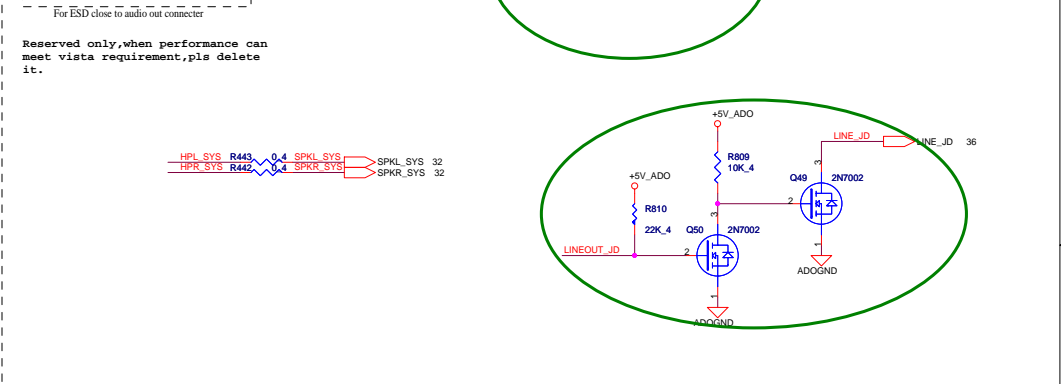 For ESD close to audio out connecter
Reserved only,when performance can
meet vista requirement,pls delete
it.
+5V_ADO
LINE_JD
LINE_JD 36
R809
10K_4
3
HPL_SYS R443 0_4 SPKL_SYS SPKL_SYS 32
HPR_SYS R442 0_4 SPKR_SYS SPKR_SYS 32
+5V_ADO
Q49 2N7002
2
R810
22K_4
3
Q50 2N7002
1
LINEOUT_JD
2
ADOGND
1
ADOGND